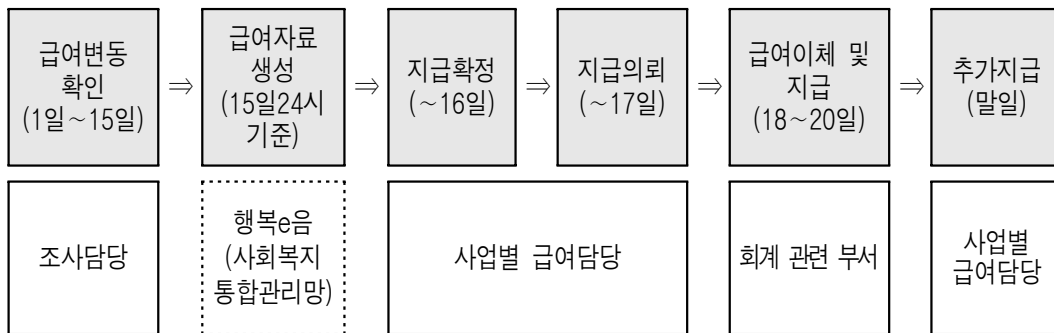 급여변동
확인
(1일~15일)
⇒
급여자료
생성
(15일24시
기준)
⇒
지급확정
(~16일)
⇒
지급의뢰
(~17일)
⇒
급여이체 및
지급
(18~20일)
⇒
추가지급
(말일)
조사담당
행복e음
(사회복지
통합관리망)
사업별 급여담당
회계 관련 부서
사업별
급여담당